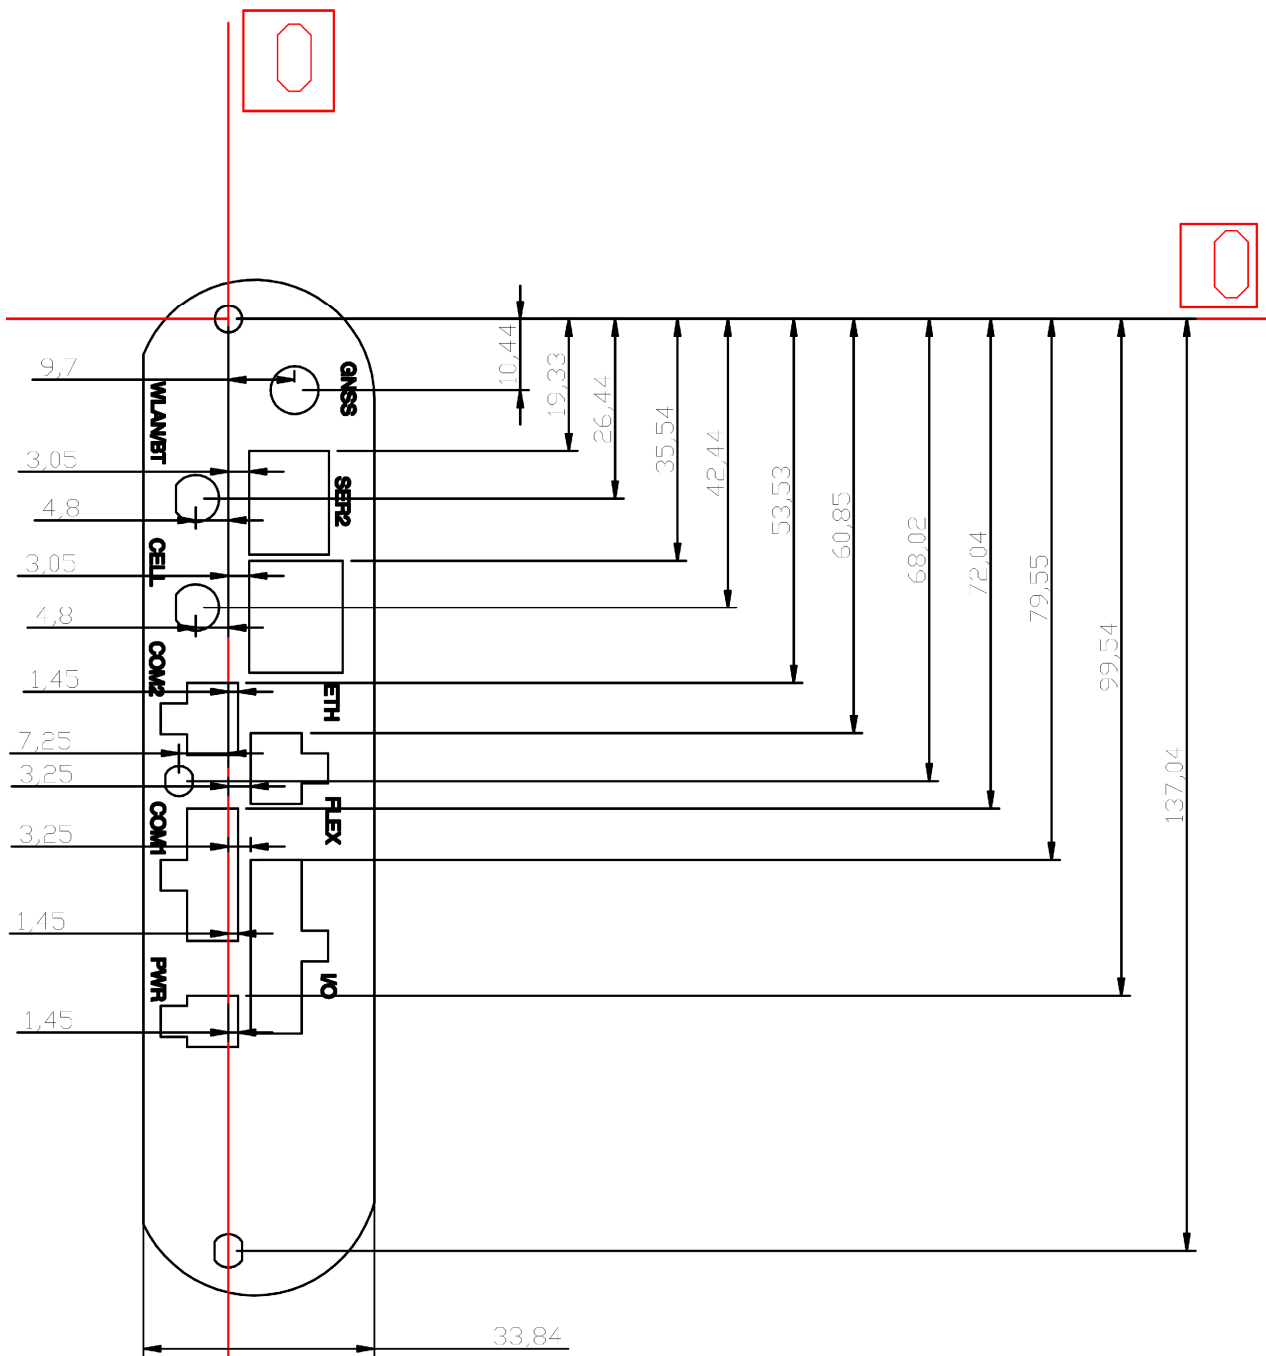 0
0
9,7
GNSS
WLAN/BT
10,44
19,33
26,44
35,54
42,44
53,53
60,85
68,02
72,04
79,55
99,54
137,04
3,05
SER2
4,8
CELL
3,05
4,8
COM2
1,45
ETH
7,25
3,25
COM1
FLEX
3,25
1,45
PWR
I/O
1,45
33,84